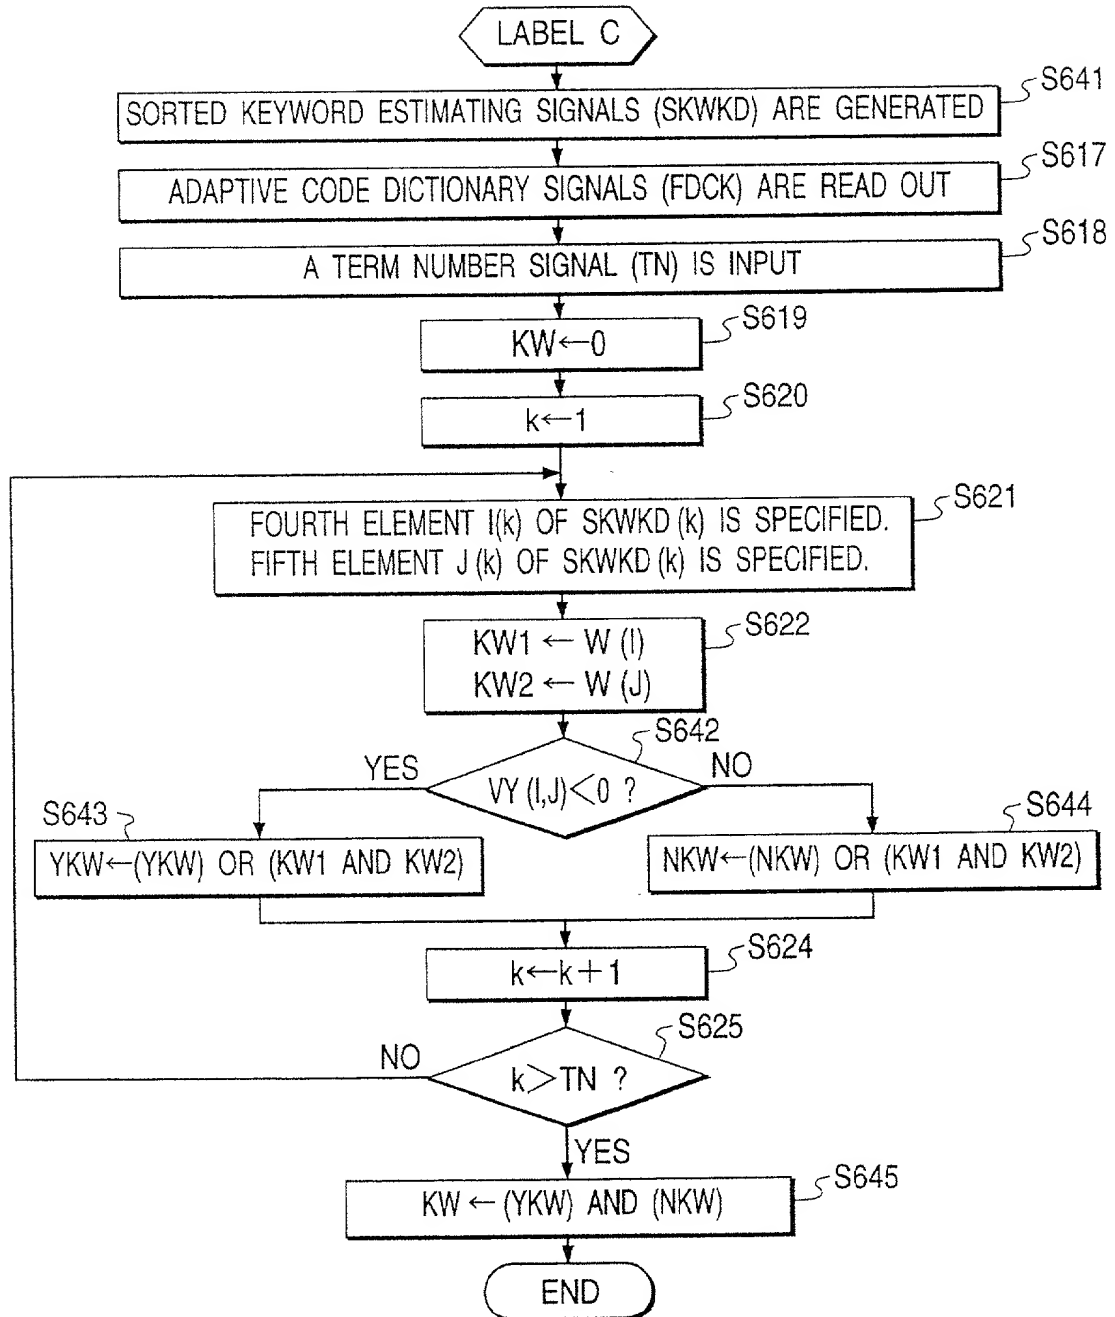 LABEL C
S641
SORTED KEYWORD ESTIMATING SIGNALS (SKWKD) ARE GENERATED
S617
ADAPTIVE CODE DICTIONARY SIGNALS (FDCK) ARE READ OUT
S618
A TERM NUMBER SIGNAL (TN) IS INPUT
S619
KW←0
S620
k←1
S621
FOURTH ELEMENT I(k) OF SKWKD (k) IS SPECIFIED.
FIFTH ELEMENT J (k) OF SKWKD (k) IS SPECIFIED.
S622
KW1 ← W (I)
KW2 ← W (J)
S642
YES
VY (I,J)<0 ?
NO
S643
YKW←(YKW) OR (KW1 AND KW2)
S644
NKW←(NKW) OR (KW1 AND KW2)
S624
k←k+1
S625
NO
k>TN ?
YES
S645
KW ← (YKW) AND (NKW)
END